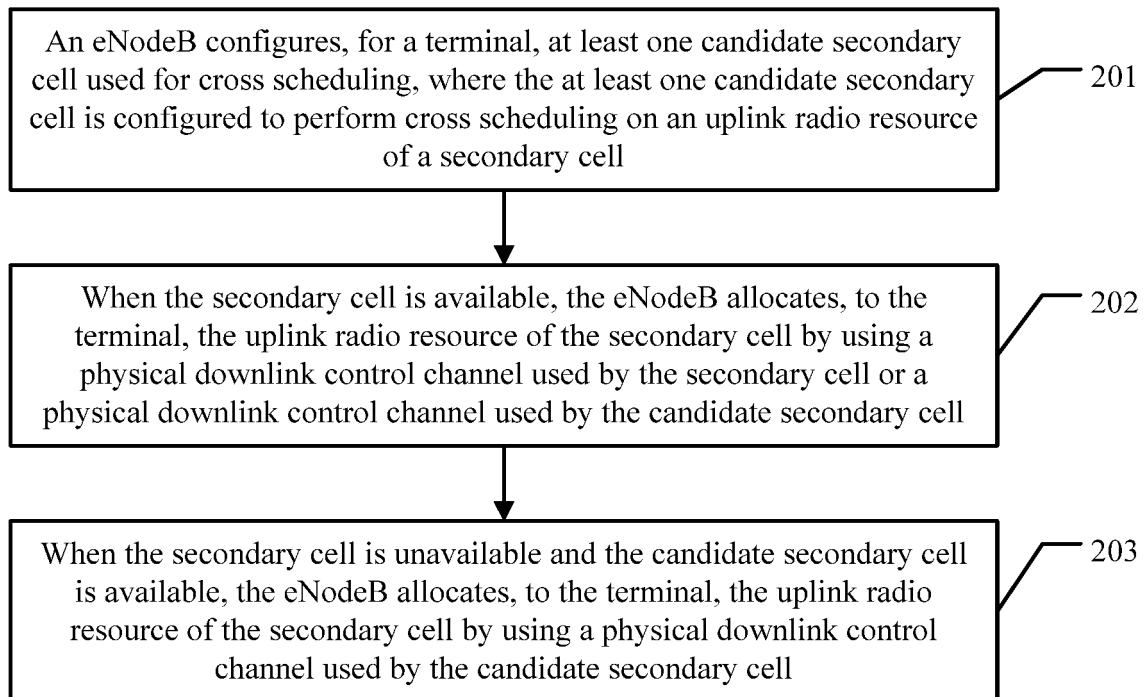 An eNodeB configures, for a terminal, at least one candidate secondary
cell used for cross scheduling, where the at least one candidate secondary
cell is configured to perform cross scheduling on an uplink radio resource
of a secondary cell
201
When the secondary cell is available, the eNodeB allocates, to the
terminal, the uplink radio resource of the secondary cell by using a
physical downlink control channel used by the secondary cell or a
physical downlink control channel used by the candidate secondary cell
202
When the secondary cell is unavailable and the candidate secondary cell
is available, the eNodeB allocates, to the terminal, the uplink radio
resource of the secondary cell by using a physical downlink control
channel used by the candidate secondary cell
203